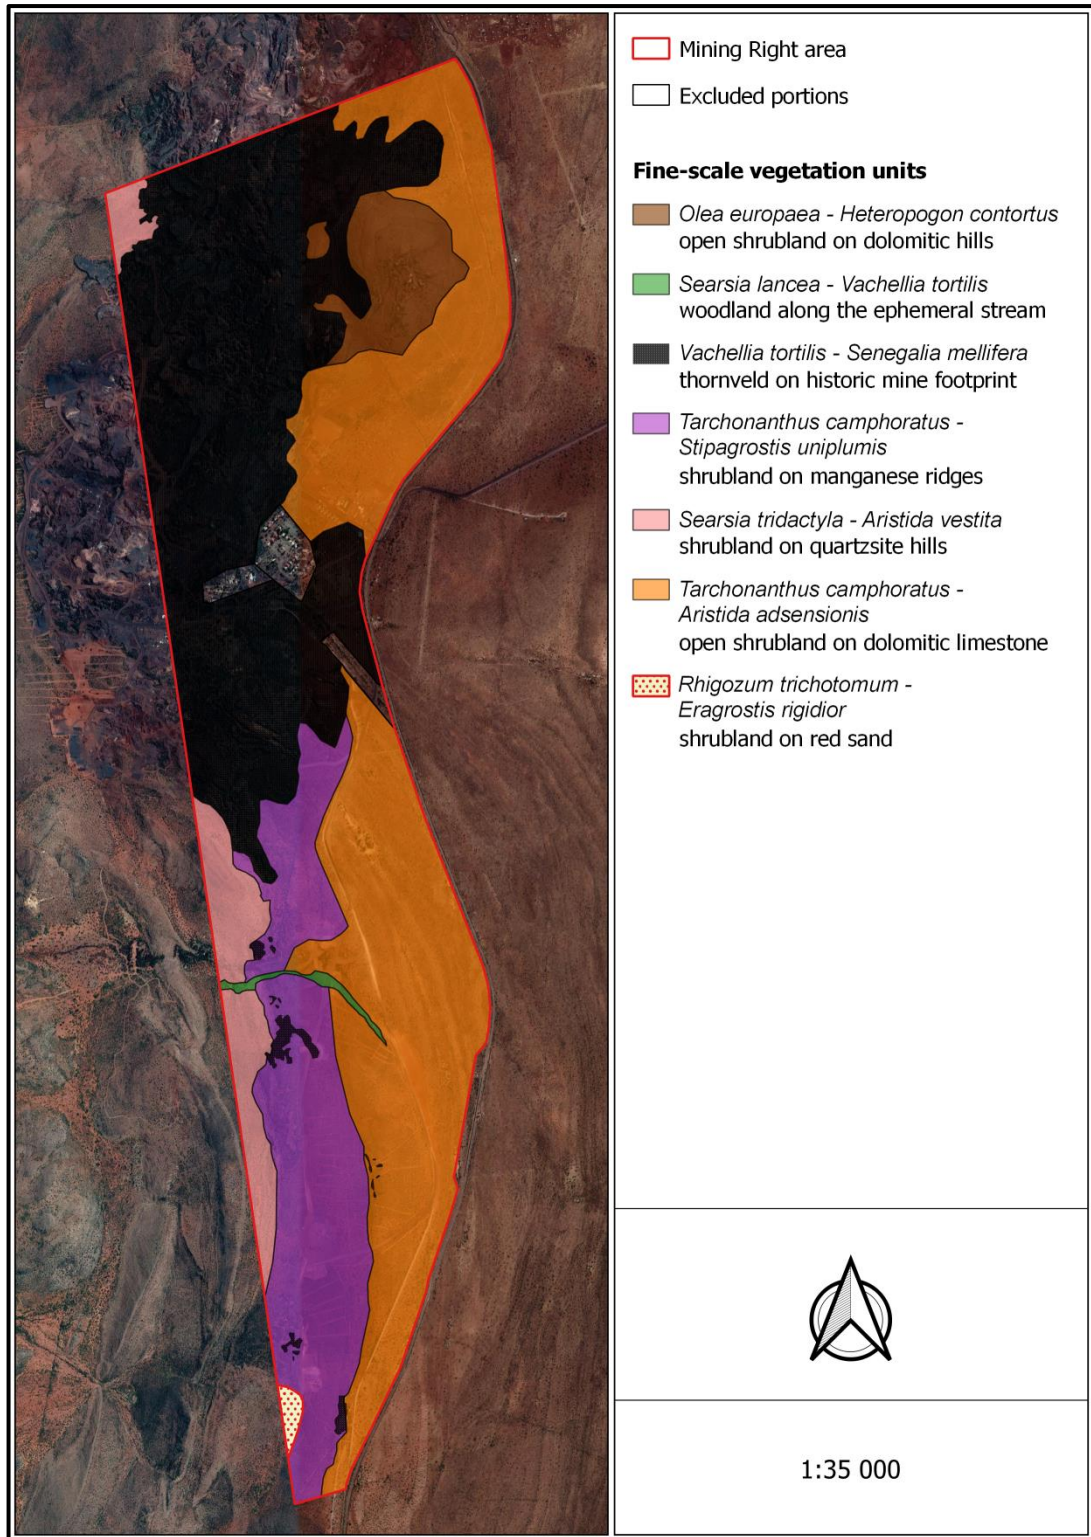 Mining Right area
Excluded portions
Fine-scale vegetation units
Olea europaea - Heteropogon contortus
open shrubland on dolomitic hills
Searsia lancea - Vachellia tortilis
woodland along the ephemeral stream
Vachellia tortilis - Senegalia mellifera
thornveld on historic mine footprint
Tarchonanthus camphoratus -
Stipagrostis uniplumis
shrubland on manganese ridges
Searsia tridactyla - Aristida vestita
shrubland on quartzsite hills
Tarchonanthus camphoratus -
Aristida adsensionis
open shrubland on dolomitic limestone
Rhigozum trichotomum -
Eragrostis rigidior
shrubland on red sand
1:35 000